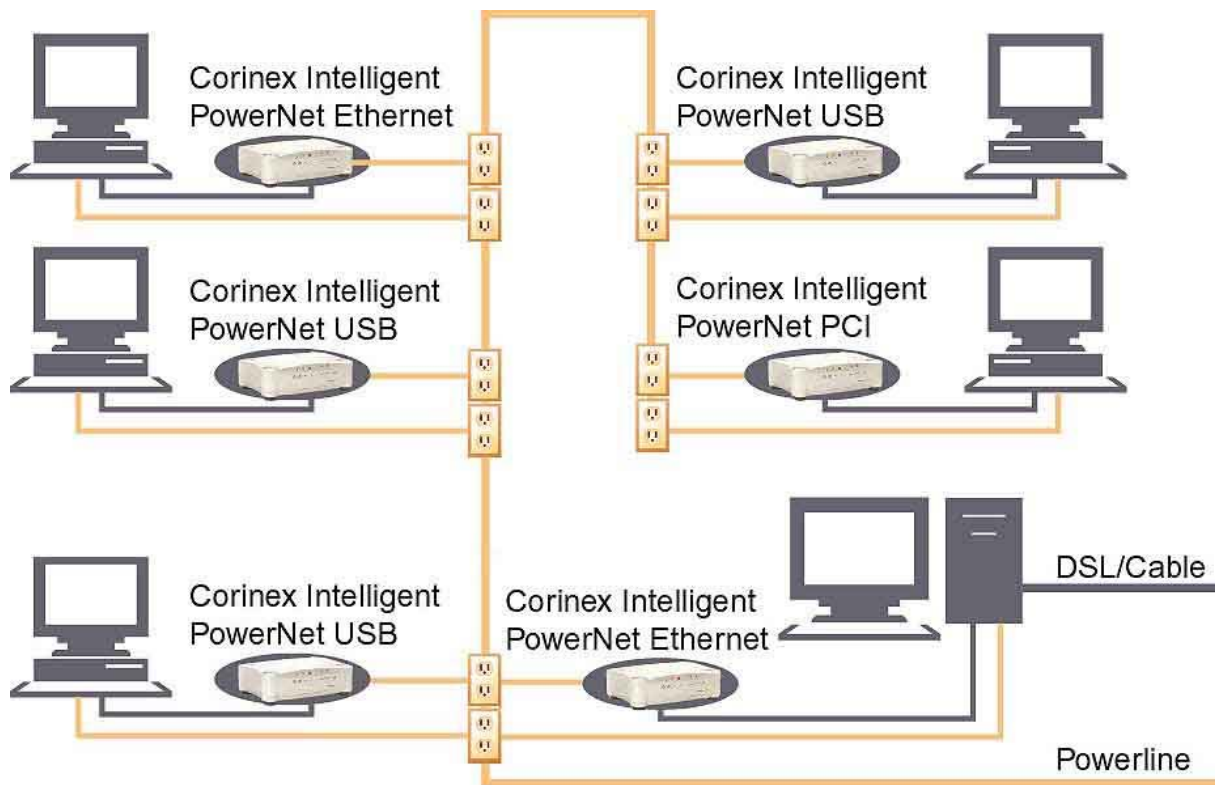 Corinex Intelligent
PowerNet Ethernet
Corinex Intelligent
PowerNet USB
Corinex Intelligent
PowerNet USB
Corinex Intelligent
PowerNet PCI
Corinex Intelligent
PowerNet USB
Corinex Intelligent
PowerNet Ethernet
DSL/Cable
Powerline